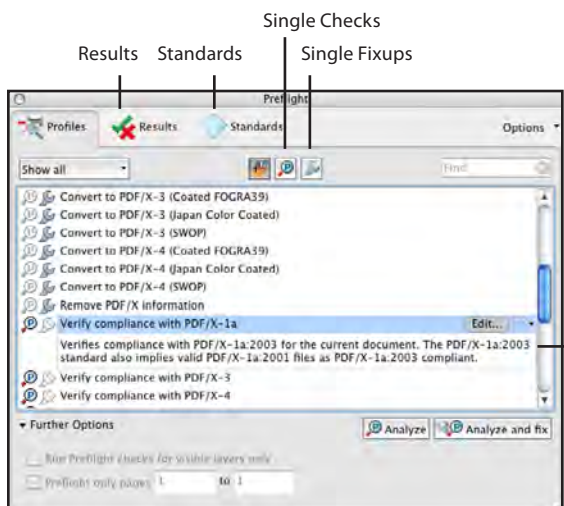 Single Checks
Results Standards Single Fixups
Preflight
Profiles Results Standards Options
Show all Find
Convert to PDF/X-3 (Coated FOGRA39)
Convert to PDF/X-3 (Japan Color Coated)
Convert to PDF/X-3 (SWOP)
Convert to PDF/X-4 (Coated FOGRA39)
Convert to PDF/X-4 (Japan Color Coated)
Convert to PDF/X-4 (SWOP)
Remove PDF/X information
Verify compliance with PDF/X-1a Edit...
Verifies compliance with PDF/X-1a:2003 for the current document. The PDF/X-1a:2003
standard also implies valid PDF/X-1a:2001 files as PDF/X-1a:2003 compliant.
Verify compliance with PDF/X-3
Verify compliance with PDF/X-4
Further Options Analyze Analyze and fix
Run Preflight checks for visible layers only
Preflight only pages 1 to 1